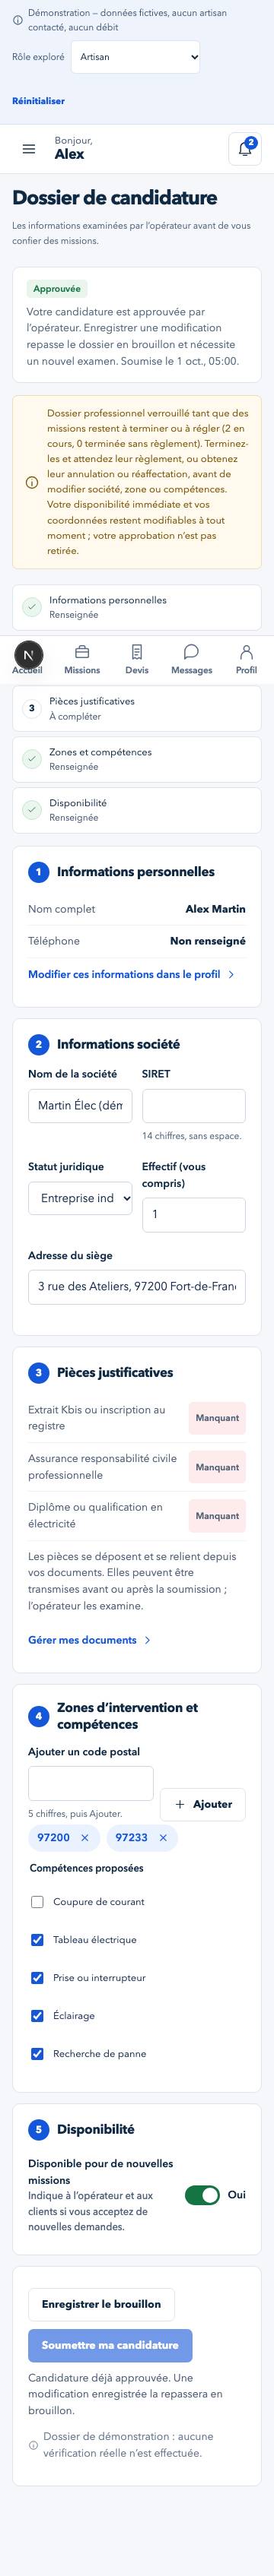 Démonstration — données fictives, aucun artisan
contacté, aucun débit
Rôle exploré
Artisan
Réinitialiser
Bonjour,
Alex
2
Dossier de candidature
Les informations examinées par l'opérateur avant de vous
confier des missions.
Approuvée
Votre candidature est approuvée par
l'opérateur. Enregistrer une modification
repasse le dossier en brouillon et nécessite
un nouvel examen. Soumise le 1 oct., 05:00.
Dossier professionnel verrouillé tant que des
missions restent à terminer ou à régler (2 en
cours, 0 terminée sans règlement). Terminez-
les et attendez leur règlement, ou obtenez
leur annulation ou réaffectation, avant de
modifier société, zone ou compétences.
Votre disponibilité immédiate et vos
coordonnées restent modifiables à tout
moment ; votre approbation n'est pas
retirée.
Informations personnelles
Renseignée
N
Accueil
Missions
Devis
Messages
Profil
3
Pièces justificatives
À compléter
Zones et compétences
Renseignée
Disponibilité
Renseignée
1 Informations personnelles
Nom complet
Alex Martin
Téléphone
Non renseigné
Modifier ces informations dans le profil
2 Informations société
Nom de la société
SIRET
Martin Élec (dém
14 chiffres, sans espace.
Statut juridique
Effectif (vous
compris)
Entreprise ind
1
Adresse du siège
3 rue des Ateliers, 97200 Fort-de-Fran
3 Pièces justificatives
Extrait Kbis ou inscription au
registre
Manquant
Assurance responsabilité civile
professionnelle
Manquant
Diplôme ou qualification en
électricité
Manquant
Les pièces se déposent et se relient depuis
vos documents. Elles peuvent être
transmises avant ou après la soumission ;
l'opérateur les examine.
Gérer mes documents
4 Zones d'intervention et
compétences
Ajouter un code postal
5 chiffres, puis Ajouter.
Ajouter
97200
97233
Compétences proposées
Coupure de courant
Tableau électrique
Prise ou interrupteur
Éclairage
Recherche de panne
5 Disponibilité
Disponible pour de nouvelles
missions
Indique à l'opérateur et aux
clients si vous acceptez de
nouvelles demandes.
Oui
Enregistrer le brouillon
Soumettre ma candidature
Candidature déjà approuvée. Une
modification enregistrée la repassera en
brouillon.
Dossier de démonstration : aucune
vérification réelle n'est effectuée.